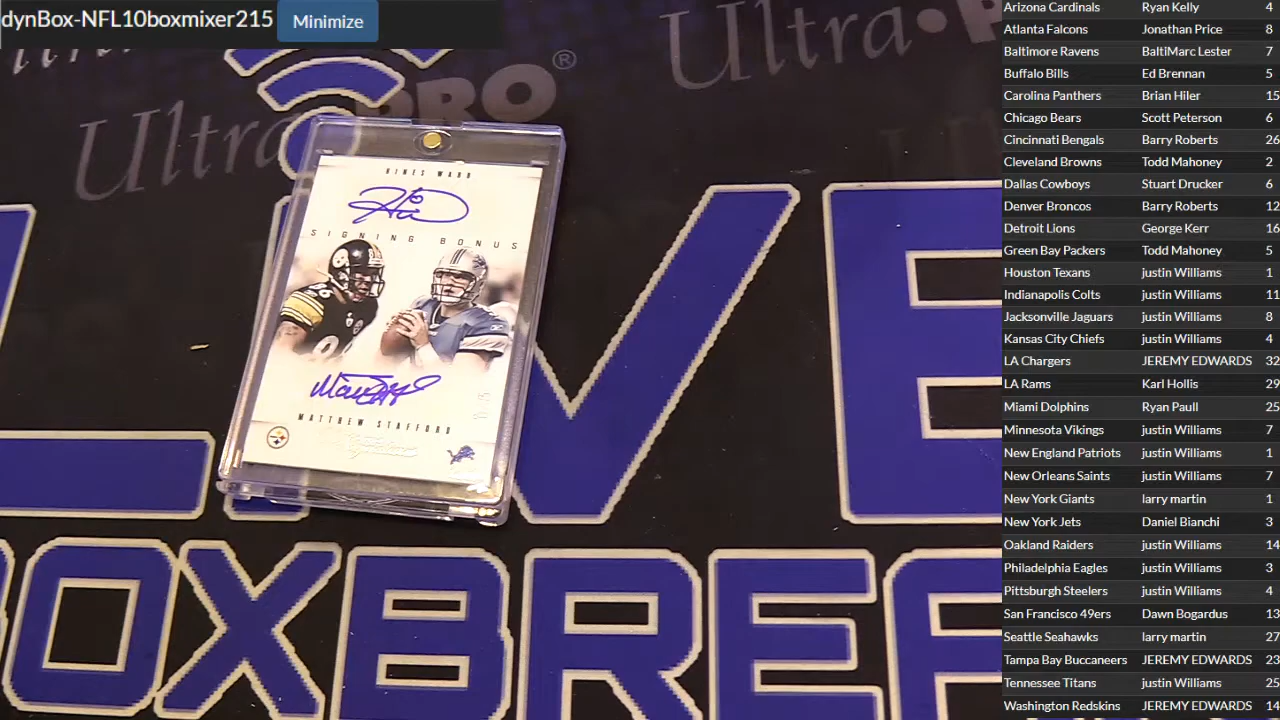 dynBox-NFL10boxmixer215 Minimize
Ultra PRO®
Ultra
HINES WARD
SIGNING BONUS
MATTHEW STAFFORD
LIVE
BOXBREA
Arizona Cardinals Ryan Kelly 4
Atlanta Falcons Jonathan Price 8
Baltimore Ravens BaltiMarc Lester 7
Buffalo Bills Ed Brennan 5
Carolina Panthers Brian Hiler 15
Chicago Bears Scott Peterson 6
Cincinnati Bengals Barry Roberts 26
Cleveland Browns Todd Mahoney 2
Dallas Cowboys Stuart Drucker 6
Denver Broncos Barry Roberts 12
Detroit Lions George Kerr 16
Green Bay Packers Todd Mahoney 5
Houston Texans justin Williams 1
Indianapolis Colts justin Williams 11
Jacksonville Jaguars justin Williams 8
Kansas City Chiefs justin Williams 4
LA Chargers JEREMY EDWARDS 32
LA Rams Karl Hollis 29
Miami Dolphins Ryan Prall 25
Minnesota Vikings justin Williams 7
New England Patriots justin Williams 1
New Orleans Saints justin Williams 7
New York Giants larry martin 1
New York Jets Daniel Bianchi 3
Oakland Raiders justin Williams 14
Philadelphia Eagles justin Williams 3
Pittsburgh Steelers justin Williams 4
San Francisco 49ers Dawn Bogardus 13
Seattle Seahawks larry martin 27
Tampa Bay Buccaneers JEREMY EDWARDS 23
Tennessee Titans justin Williams 25
Washington Redskins JEREMY EDWARDS 14